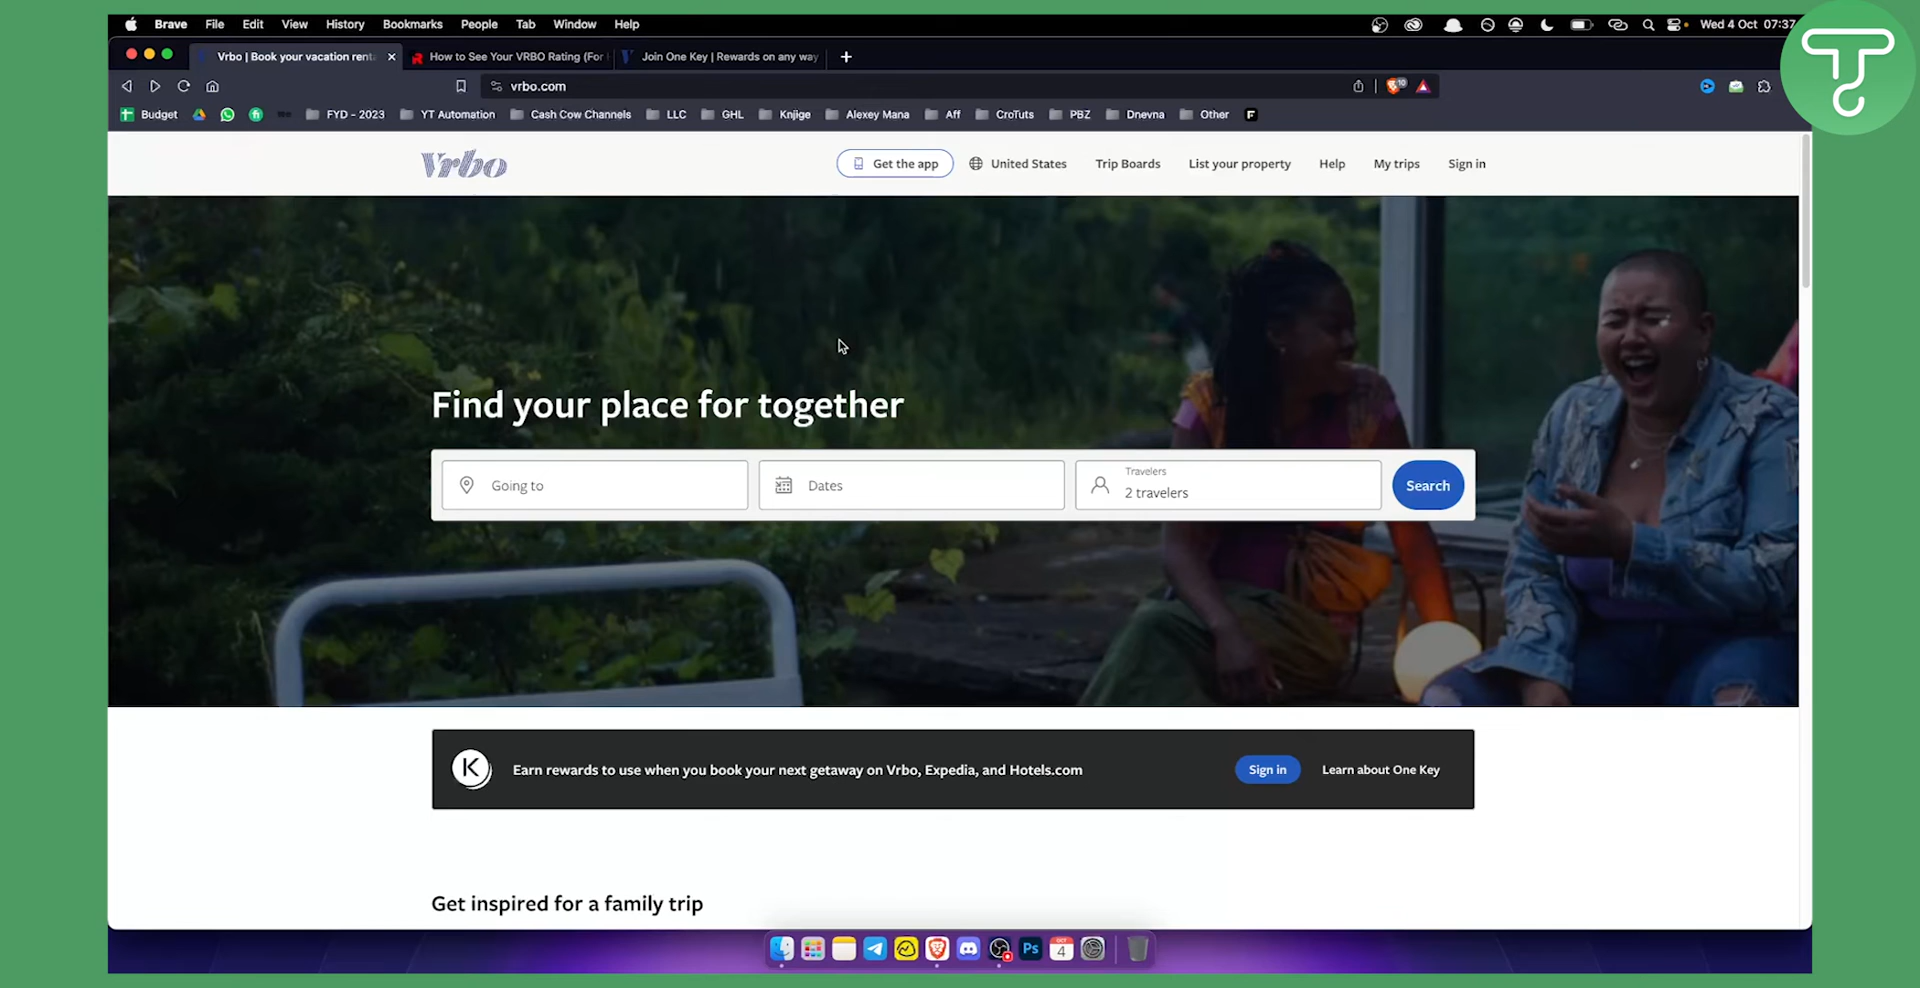 Brave File Edit View History Bookmarks People Tab Window Help
Wed 4 Oct 07:37
Vrbo | Book your vacation rent
How to See Your VRBO Rating (For
Join One Key | Rewards on any way
vrbo.com
10
Budget
FYD - 2023
YT Automation
Cash Cow Channels
LLC
GHL
Knjige
Alexey Mana
Aff
CroTuts
PBZ
Dnevna
Other
F
Vrbo
Get the app
United States
Trip Boards
List your property
Help
My trips
Sign in
Find your place for together
Going to
Dates
Travelers
2 travelers
Search
K
Earn rewards to use when you book your next getaway on Vrbo, Expedia, and Hotels.com
Sign in
Learn about One Key
Get inspired for a family trip
Ps
OCT
4